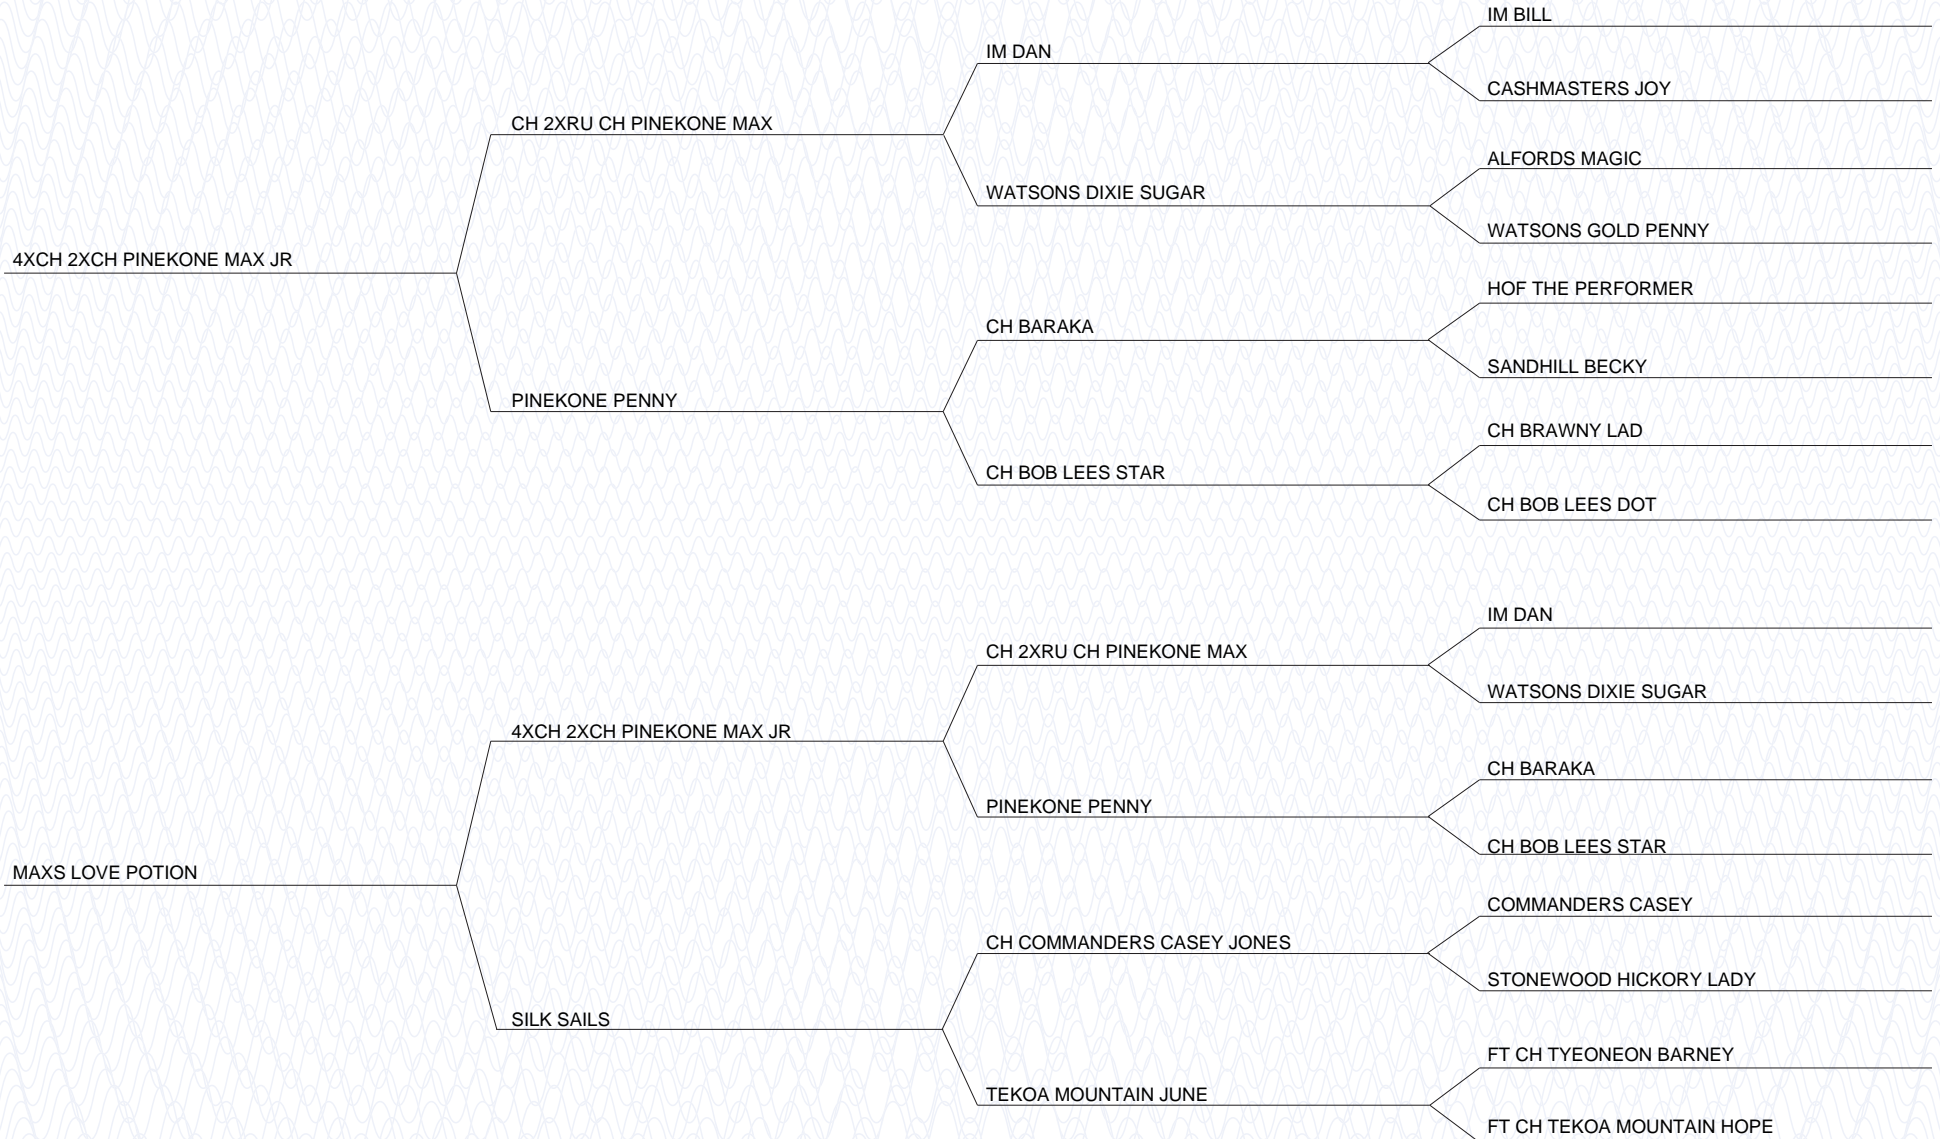 IM BILL
IM DAN
CASHMASTERS JOY
CH 2XRU CH PINEKONE MAX
ALFORDS MAGIC
WATSONS DIXIE SUGAR
WATSONS GOLD PENNY
4XCH 2XCH PINEKONE MAX JR
HOF THE PERFORMER
CH BARAKA
SANDHILL BECKY
PINEKONE PENNY
CH BRAWNY LAD
CH BOB LEES STAR
CH BOB LEES DOT
IM DAN
CH 2XRU CH PINEKONE MAX
WATSONS DIXIE SUGAR
4XCH 2XCH PINEKONE MAX JR
CH BARAKA
PINEKONE PENNY
CH BOB LEES STAR
MAXS LOVE POTION
COMMANDERS CASEY
CH COMMANDERS CASEY JONES
STONEWOOD HICKORY LADY
SILK SAILS
FT CH TYEONEON BARNEY
TEKOA MOUNTAIN JUNE
FT CH TEKOA MOUNTAIN HOPE